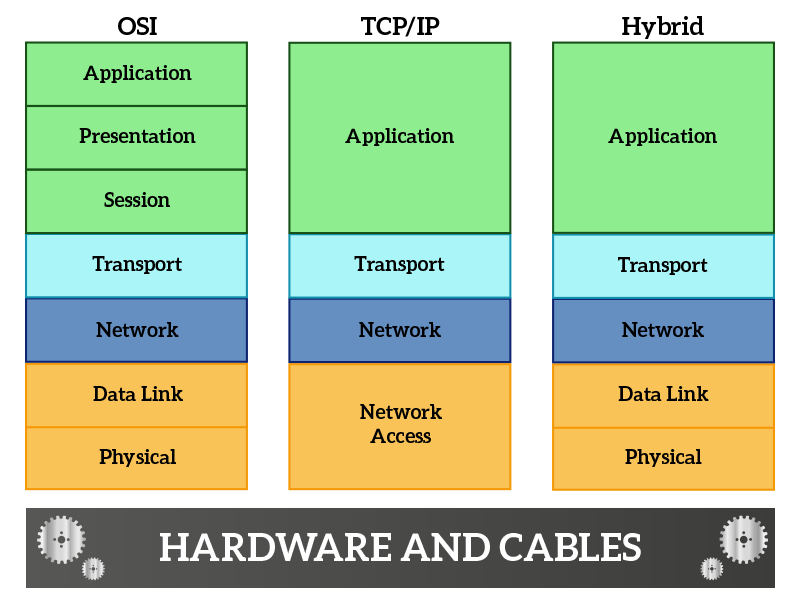 OSI
TCP/IP
Hybrid
Application
Presentation
Session
Transport
Network
Data Link
Physical
Application
Transport
Network
Network
Access
Application
Transport
Network
Data Link
Physical
HARDWARE AND CABLES